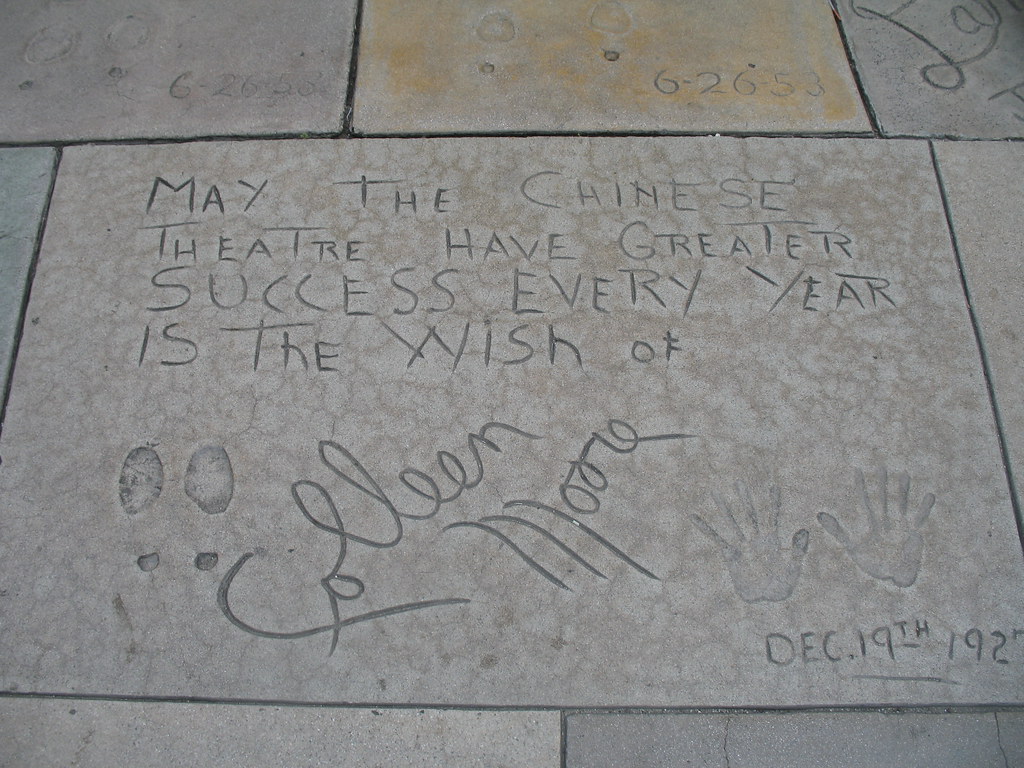 6-26-53
6-26-53
MAY THE CHINESE
THEATRE HAVE GREATER
SUCCESS EVERY YEAR
IS THE WISH OF
Colleen
Moore
DEC. 19TH 1927